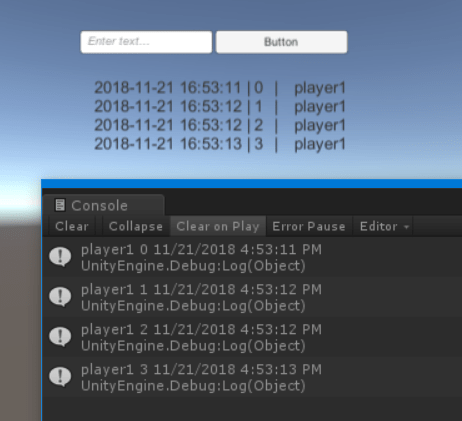 Enter text... Button
2018-11-21 16:53:11 | 0 | player1
2018-11-21 16:53:12 | 1 | player1
2018-11-21 16:53:12 | 2 | player1
2018-11-21 16:53:13 | 3 | player1
Console
Clear Collapse Clear on Play Error Pause Editor
player1 0 11/21/2018 4:53:11 PM
UnityEngine.Debug:Log(Object)
player1 1 11/21/2018 4:53:12 PM
UnityEngine.Debug:Log(Object)
player1 2 11/21/2018 4:53:12 PM
UnityEngine.Debug:Log(Object)
player1 3 11/21/2018 4:53:13 PM
UnityEngine.Debug:Log(Object)